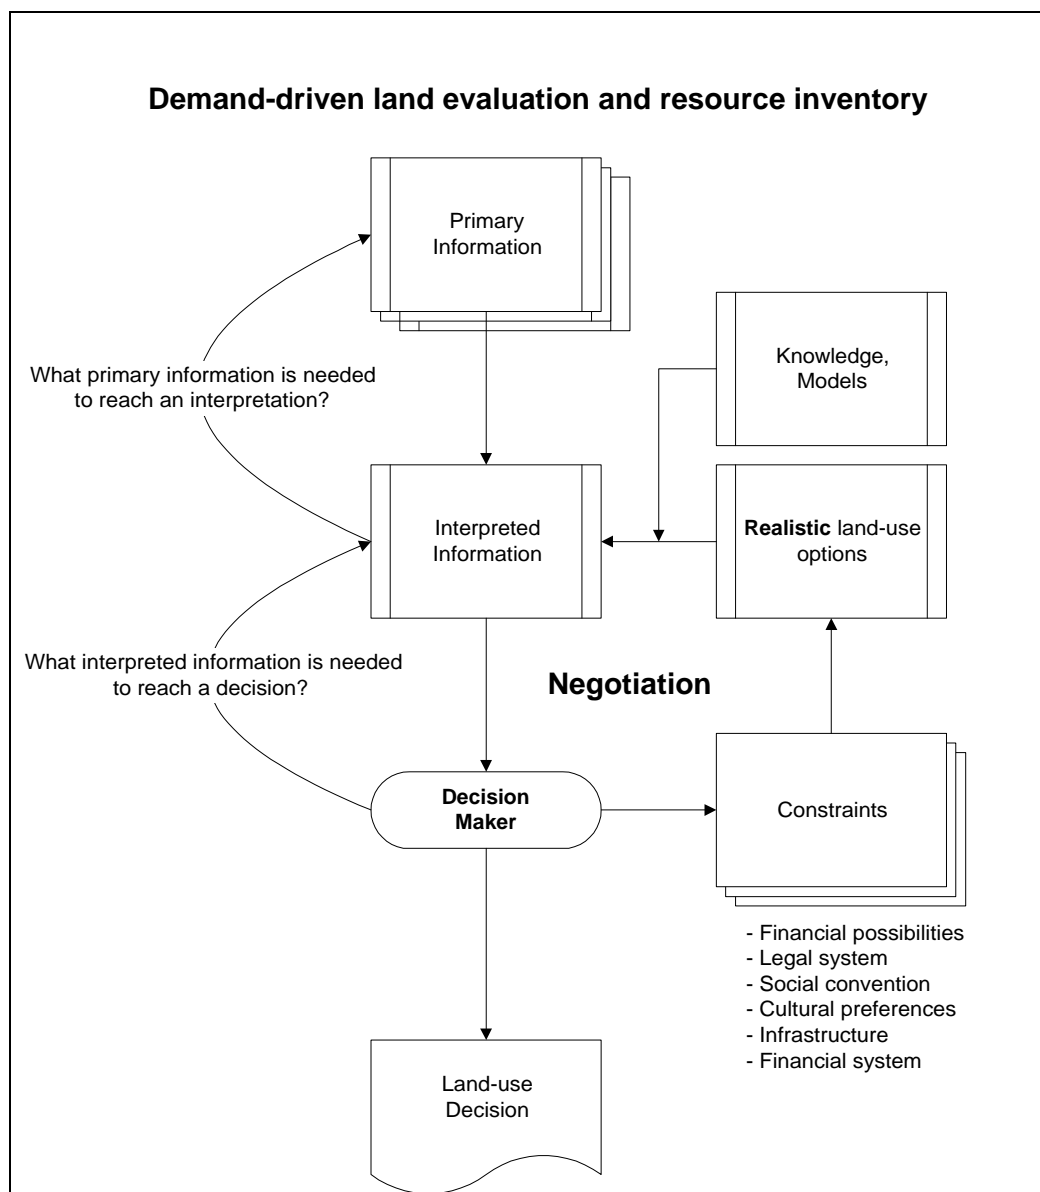 Demand-driven land evaluation and resource inventory
Primary
Information
Knowledge,
Models
What primary information is needed
to reach an interpretation?
Interpreted
Information
Realistic land-use
options
What interpreted information is needed
to reach a decision?
Negotiation
Decision
Maker
Constraints
- Financial possibilities
- Legal system
- Social convention
- Cultural preferences
- Infrastructure
- Financial system
Land-use
Decision